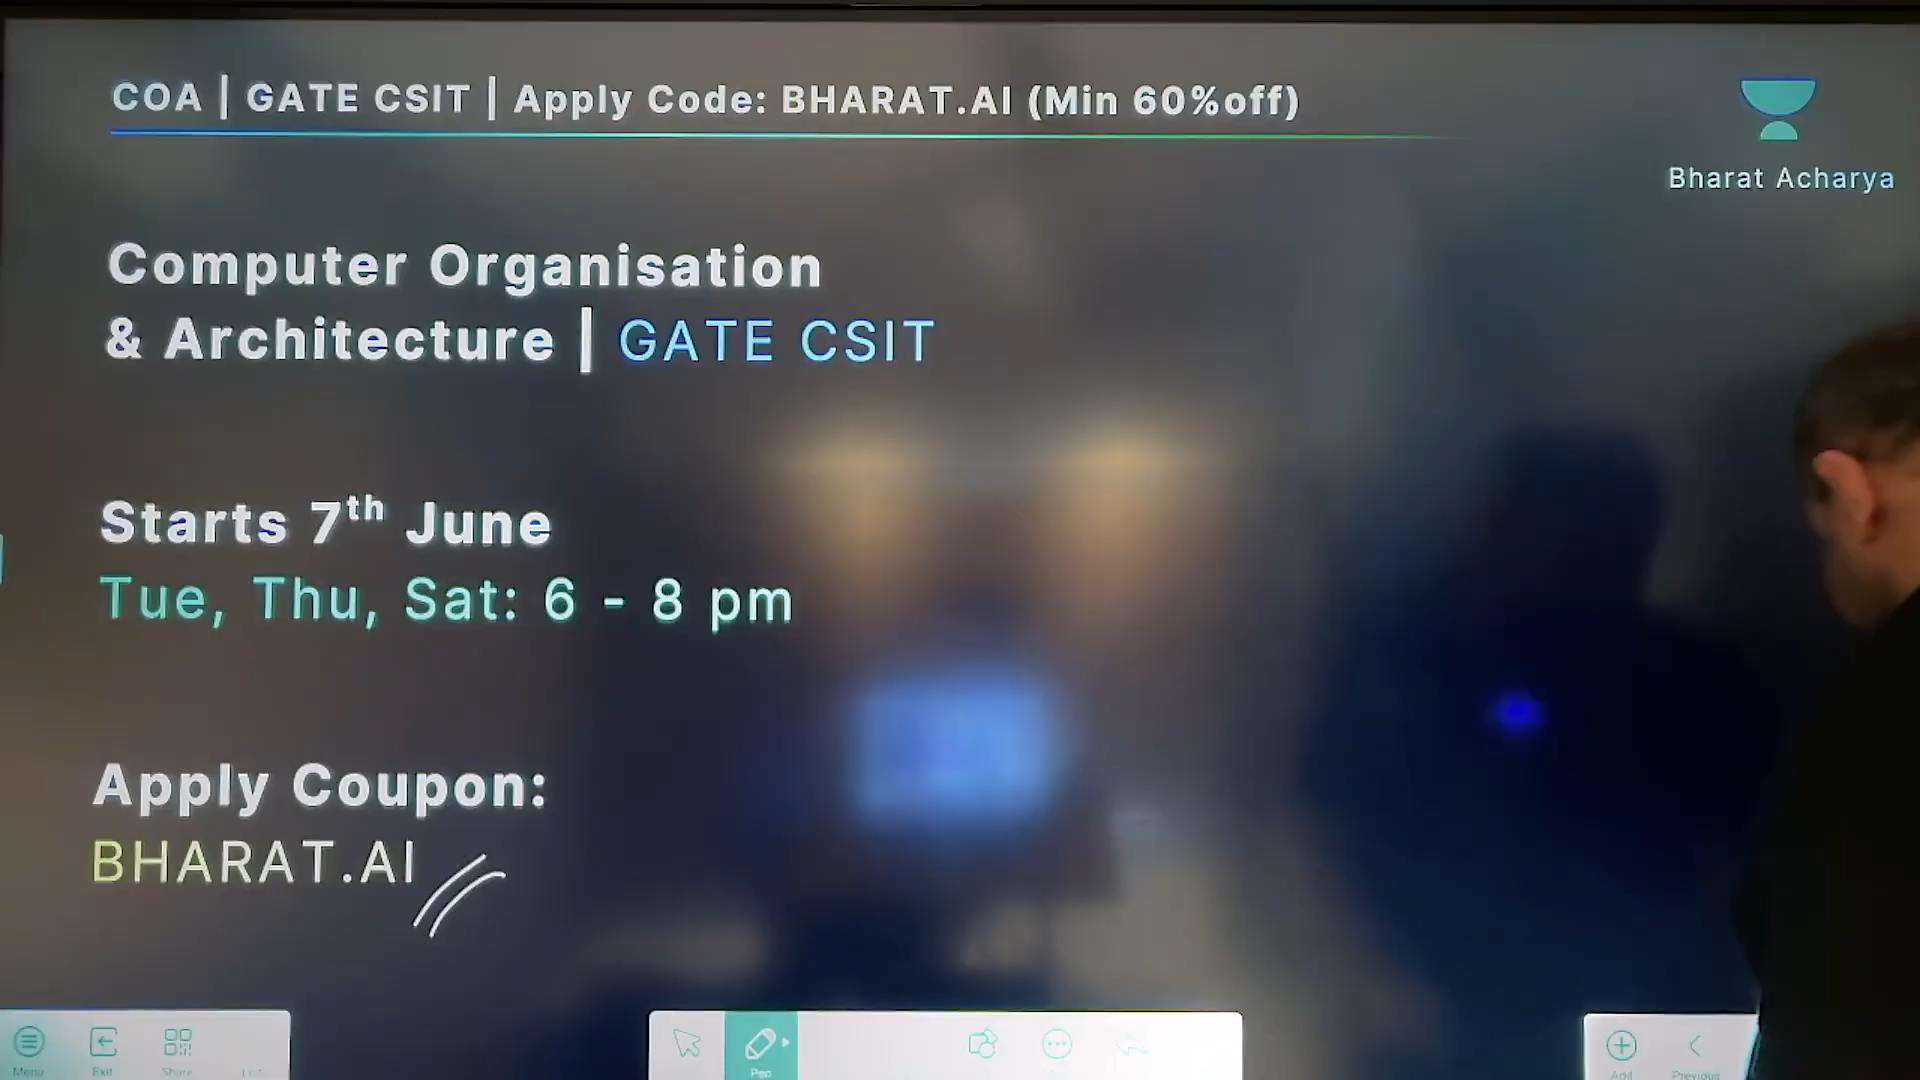 COA | GATE CSIT | Apply Code: BHARAT.AI (Min 60%off)
Bharat Acharya
Computer Organisation
& Architecture | GATE CSIT
Starts 7th June
Tue, Thu, Sat: 6 - 8 pm
Apply Coupon:
BHARAT.AI
Menu Exit Share Pen Add Previous